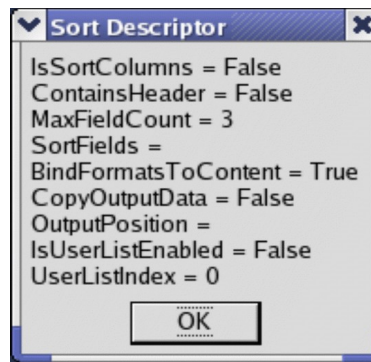 Sort Descriptor
IsSortColumns = False
ContainsHeader = False
MaxFieldCount = 3
SortFields =
BindFormatsToContent = True
CopyOutputData = False
OutputPosition =
IsUserListEnabled = False
UserListIndex = 0
OK